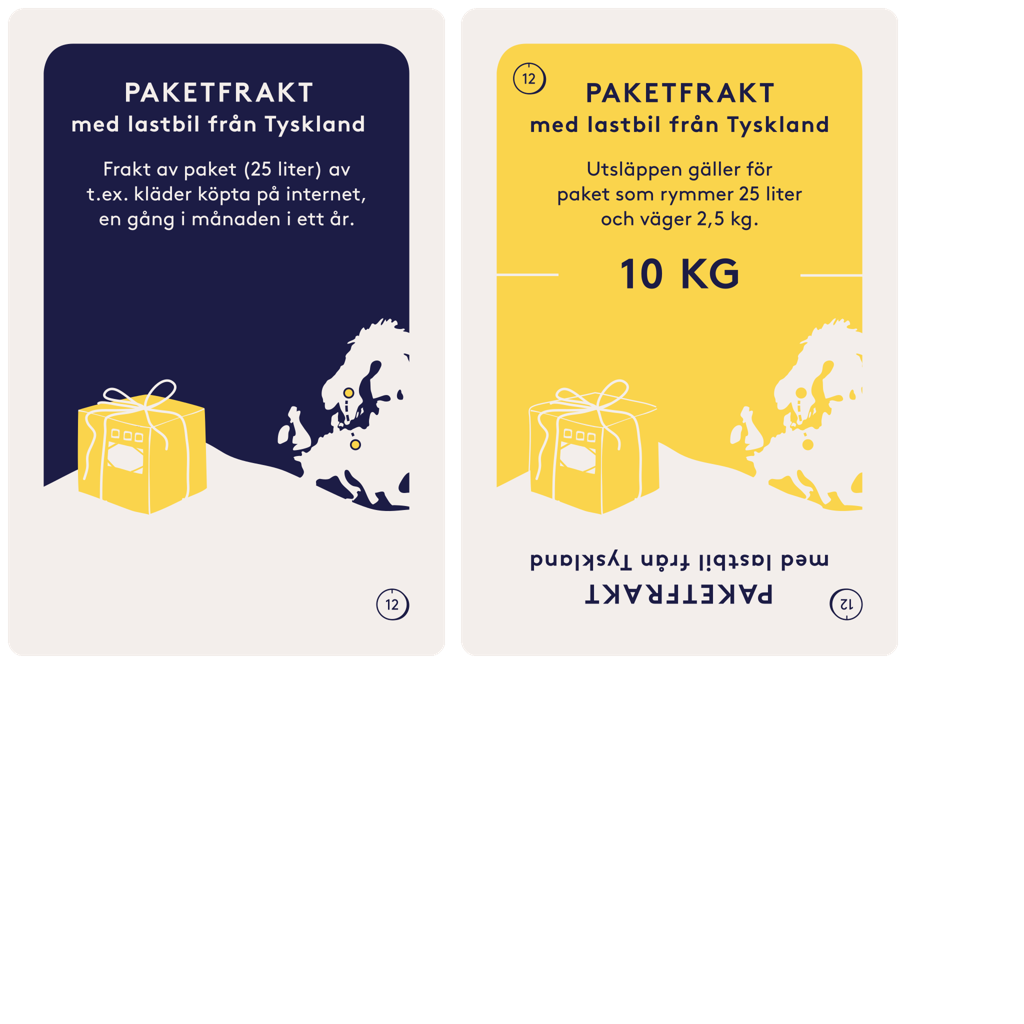 PAKETFRAKT
med lastbil från Tyskland
Frakt av paket (25 liter) av
t.ex. kläder köpta på internet,
en gång i månaden i ett år.
12
12
PAKETFRAKT
med lastbil från Tyskland
Utsläppen gäller för
paket som rymmer 25 liter
och väger 2,5 kg.
10 KG
PAKETFRAKT
med lastbil från Tyskland
12